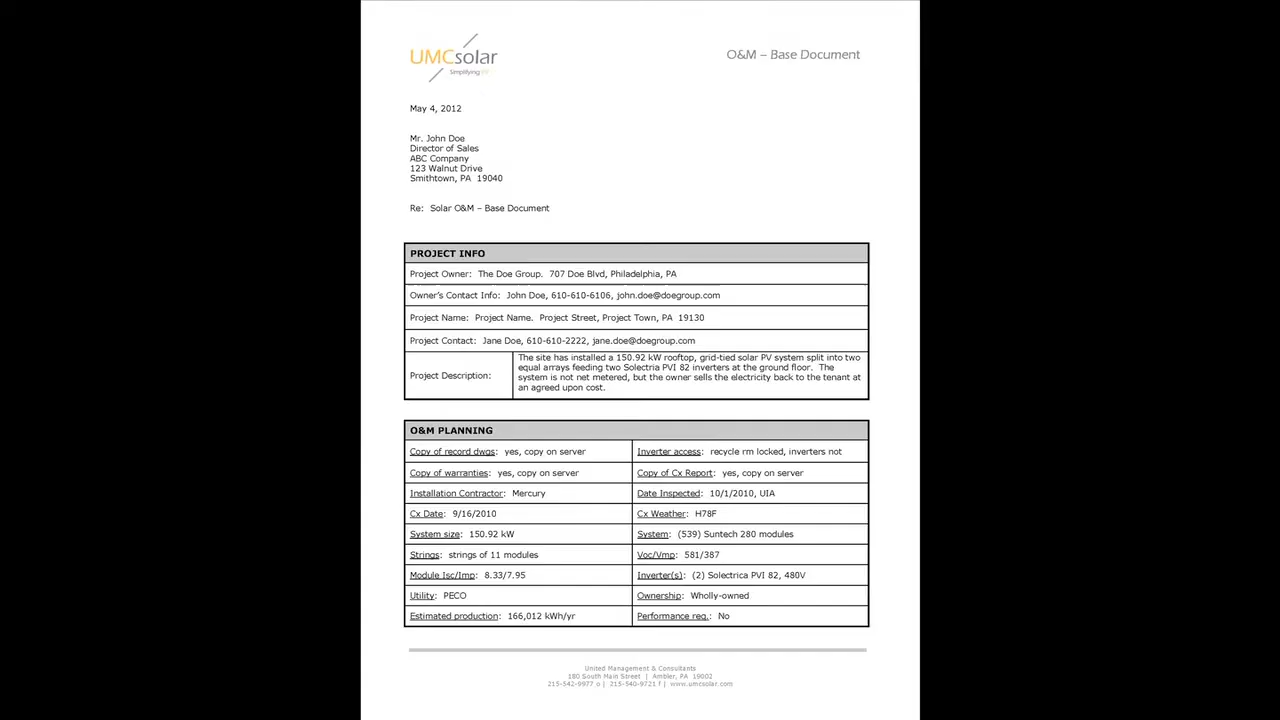 UMCsolar
Simplifying PV
O&M – Base Document
May 4, 2012
Mr. John Doe
Director of Sales
ABC Company
123 Walnut Drive
Smithtown, PA 19040
Re: Solar O&M – Base Document
PROJECT INFO
Project Owner: The Doe Group. 707 Doe Blvd, Philadelphia, PA
Owner's Contact Info: John Doe, 610-610-6106, john.doe@doegroup.com
Project Name: Project Name. Project Street, Project Town, PA 19130
Project Contact: Jane Doe, 610-610-2222, jane.doe@doegroup.com
Project Description:
The site has installed a 150.92 kW rooftop, grid-tied solar PV system split into two
equal arrays feeding two Solectria PVI 82 inverters at the ground floor. The
system is not net metered, but the owner sells the electricity back to the tenant at
an agreed upon cost.
O&M PLANNING
Copy of record dwgs: yes, copy on server
Inverter access: recycle rm locked, inverters not
Copy of warranties: yes, copy on server
Copy of Cx Report: yes, copy on server
Installation Contractor: Mercury
Date Inspected: 10/1/2010, UIA
Cx Date: 9/16/2010
Cx Weather: H78F
System size: 150.92 kW
System: (539) Suntech 280 modules
Strings: strings of 11 modules
Voc/Vmp: 581/387
Module Isc/Imp: 8.33/7.95
Inverter(s): (2) Solectrica PVI 82, 480V
Utility: PECO
Ownership: Wholly-owned
Estimated production: 166,012 kWh/yr
Performance req.: No
United Management & Consultants
180 South Main Street | Ambler, PA 19002
215-542-9977 o | 215-540-9721 f | www.umcsolar.com